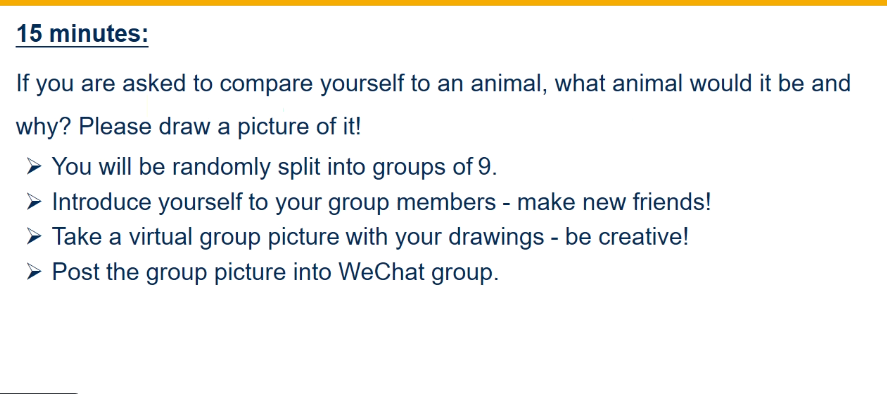 15 minutes:
If you are asked to compare yourself to an animal, what animal would it be and
why? Please draw a picture of it!
➢ You will be randomly split into groups of 9.
➢ Introduce yourself to your group members - make new friends!
➢ Take a virtual group picture with your drawings - be creative!
➢ Post the group picture into WeChat group.